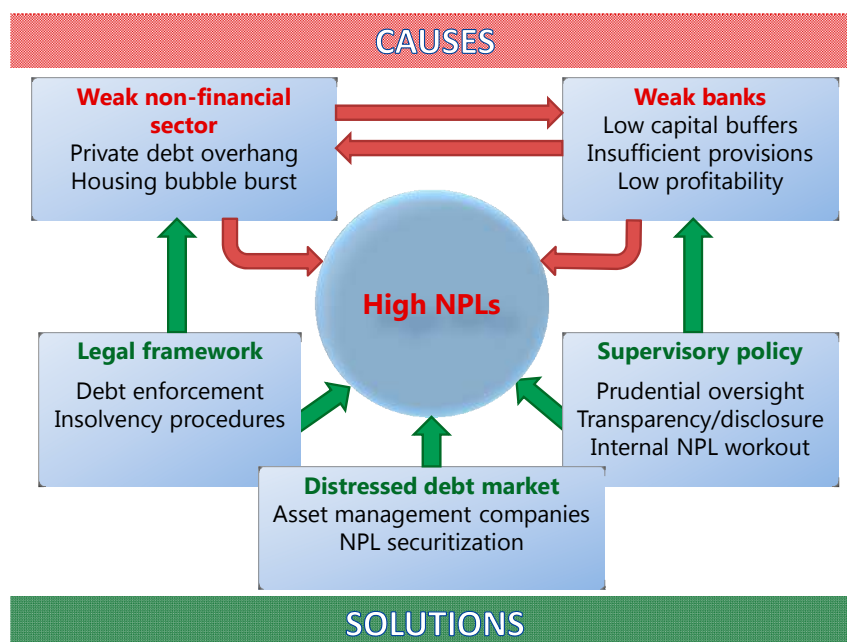 CAUSES
Weak non-financial
sector
Private debt overhang
Housing bubble burst
Weak banks
Low capital buffers
Insufficient provisions
Low profitability
High NPLs
Legal framework
Debt enforcement
Insolvency procedures
Supervisory policy
Prudential oversight
Transparency/disclosure
Internal NPL workout
Distressed debt market
Asset management companies
NPL securitization
SOLUTIONS